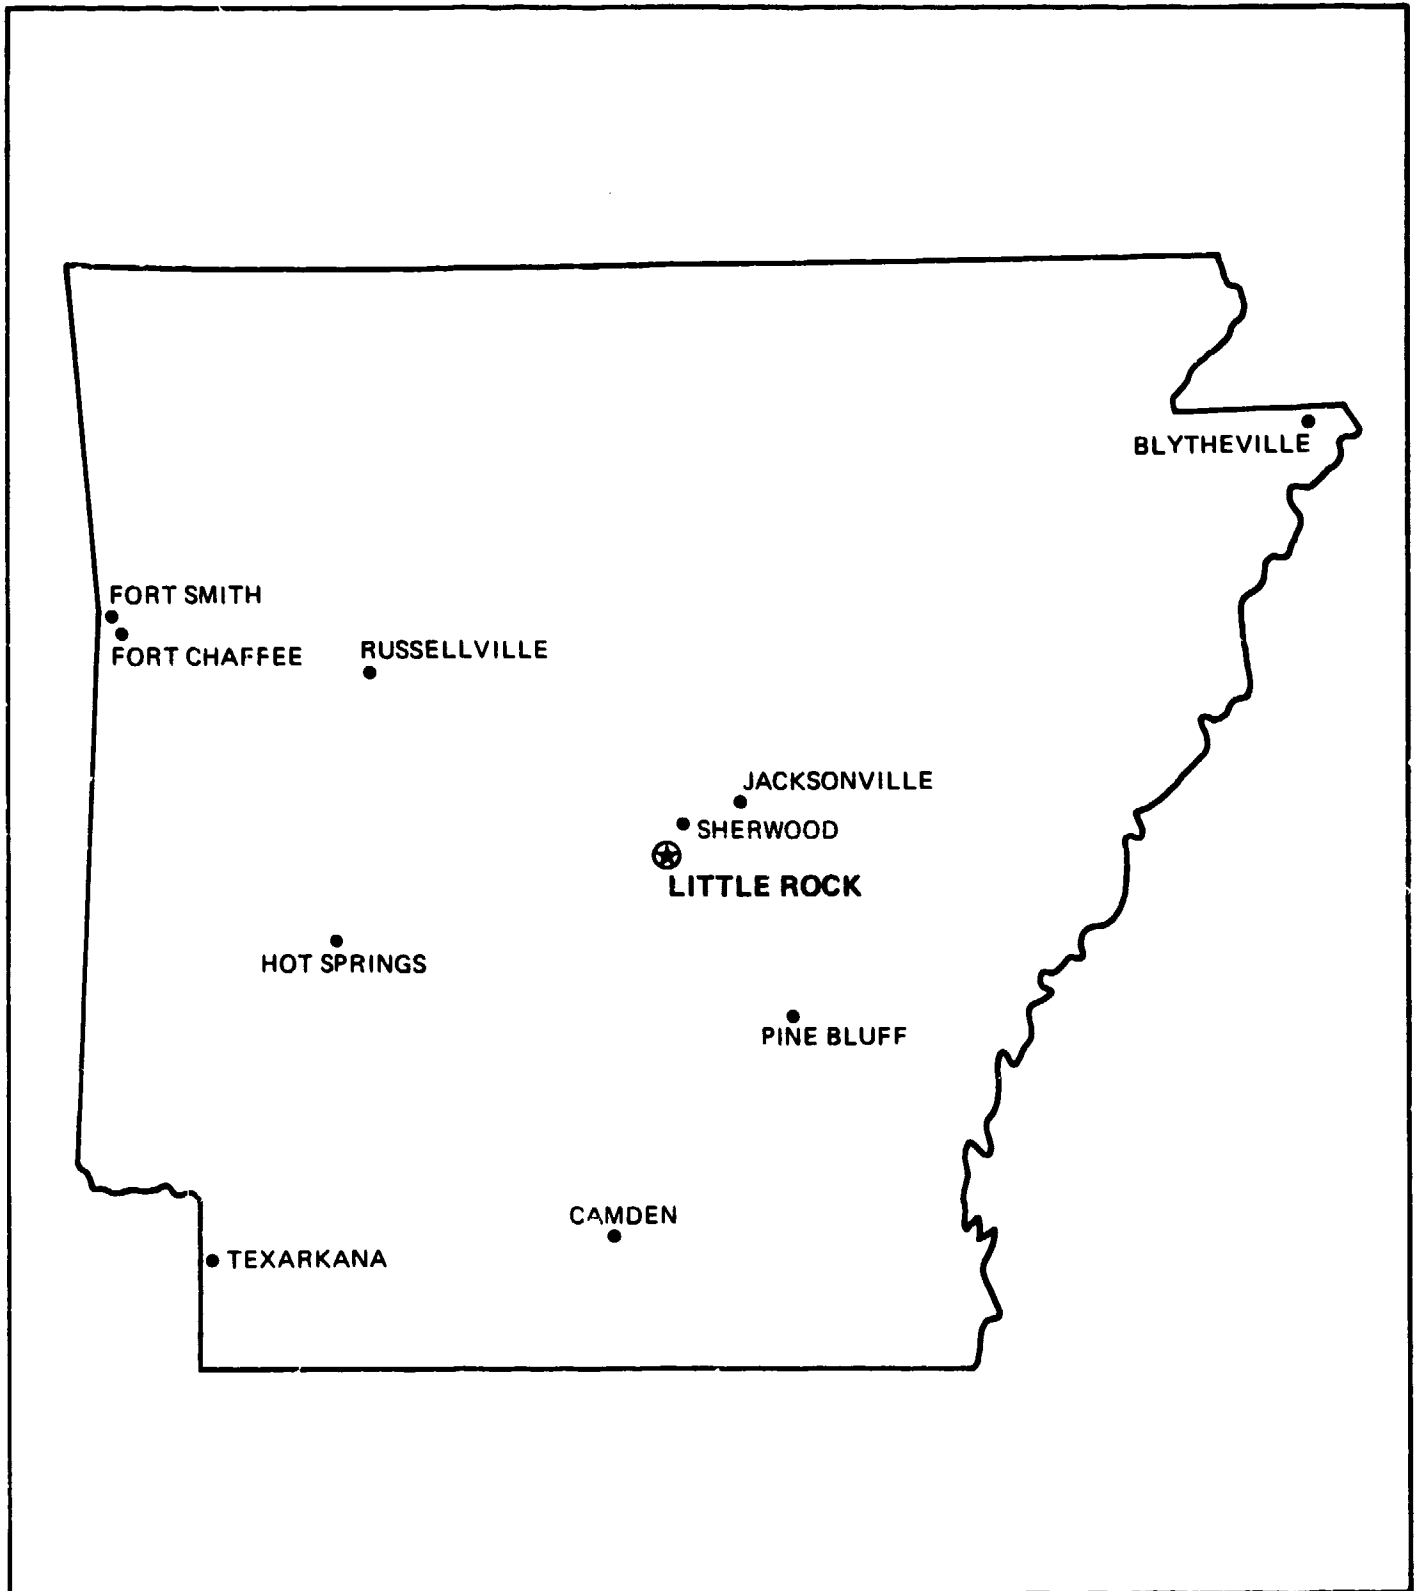 BLYTHEVILLE
FORT SMITH
FORT CHAFFEE
RUSSELLVILLE
JACKSONVILLE
SHERWOOD
LITTLE ROCK
HOT SPRINGS
PINE BLUFF
CAMDEN
TEXARKANA